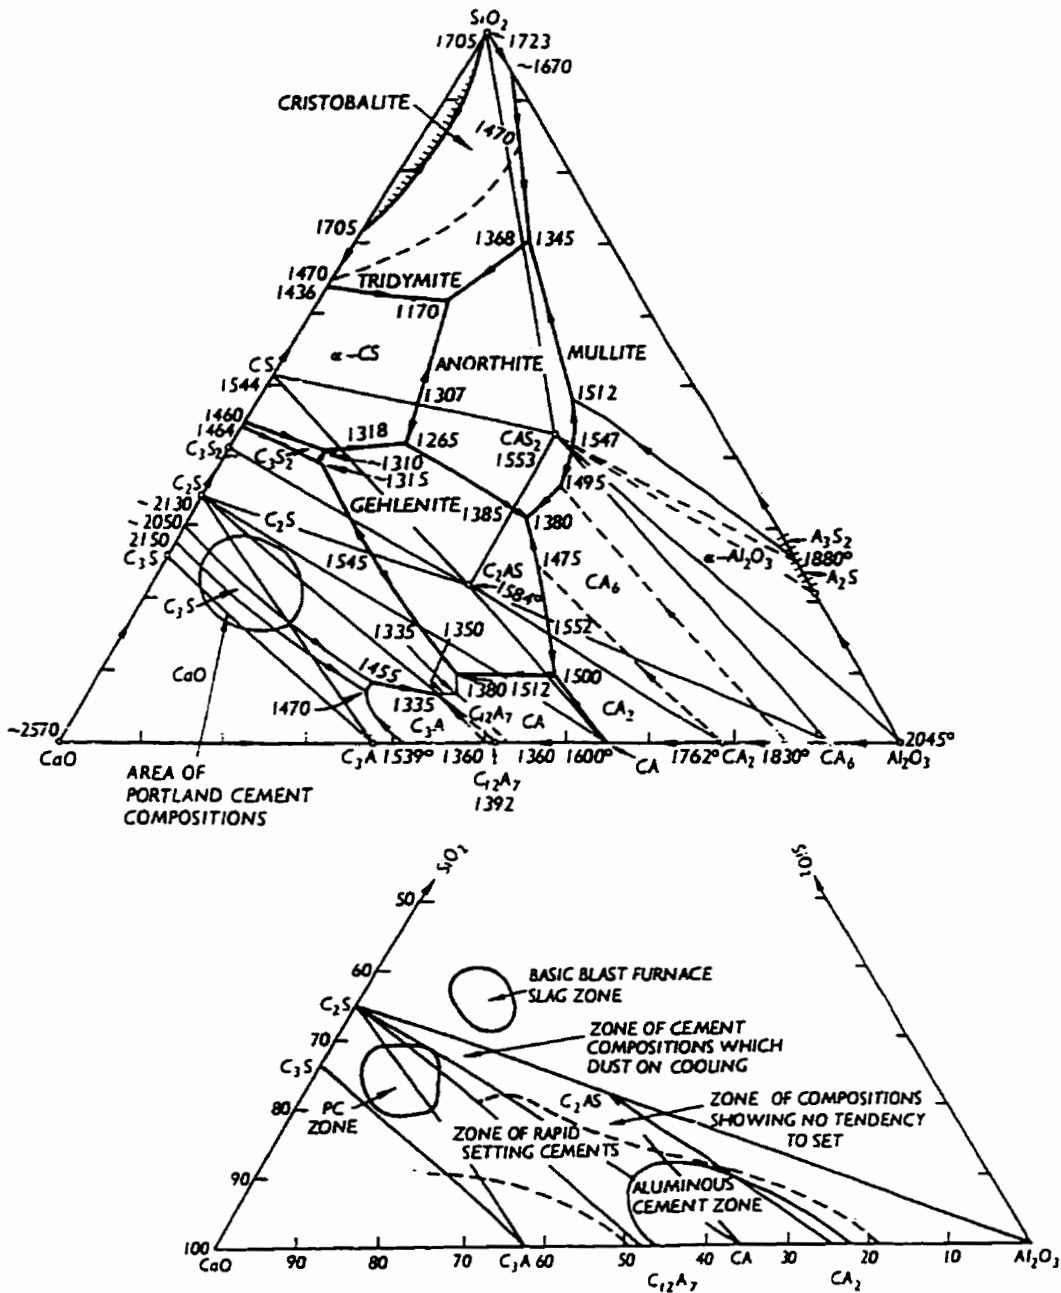 SiO2
1705
1723
~1670
CRISTOBALITE
1470
1705
1368
1345
1470
TRIDYMITE
1436
1170
α-CS
ANORTHITE
MULLITE
CS
1544
1307
1512
1460
1464
1318
1265
CAS2
1553
1547
C3S2
C3S2
1310
1315
1495
C2S
GEHLENITE
~2130
C2S
1385
1380
~2050
2150
A3S2
α-Al2O3
1880°
C3S
1545
1475
C2AS
A2S
1584°
CA6
C3S
1335
1350
1552
CaO
1455
1380
1512
1500
1470
1335
C12A7
CA2
C3A
CA
~2570
2045°
CaO
C3A
1539°
1360
1360
1600°
CA
1762°
CA2
1830°
CA6
Al2O3
C12A7
1392
AREA OF
PORTLAND CEMENT
COMPOSITIONS
SiO2
SiO2
50
60
BASIC BLAST FURNACE
SLAG ZONE
C2S
70
ZONE OF CEMENT
COMPOSITIONS WHICH
DUST ON COOLING
C3S
80
PC
ZONE
C2AS
ZONE OF COMPOSITIONS
SHOWING NO TENDENCY
TO SET
ZONE OF RAPID
SETTING CEMENTS
90
ALUMINOUS
CEMENT ZONE
100
CaO
90
80
70
C3A
60
50
C12A7
40
CA
30
CA2
20
10
Al2O3